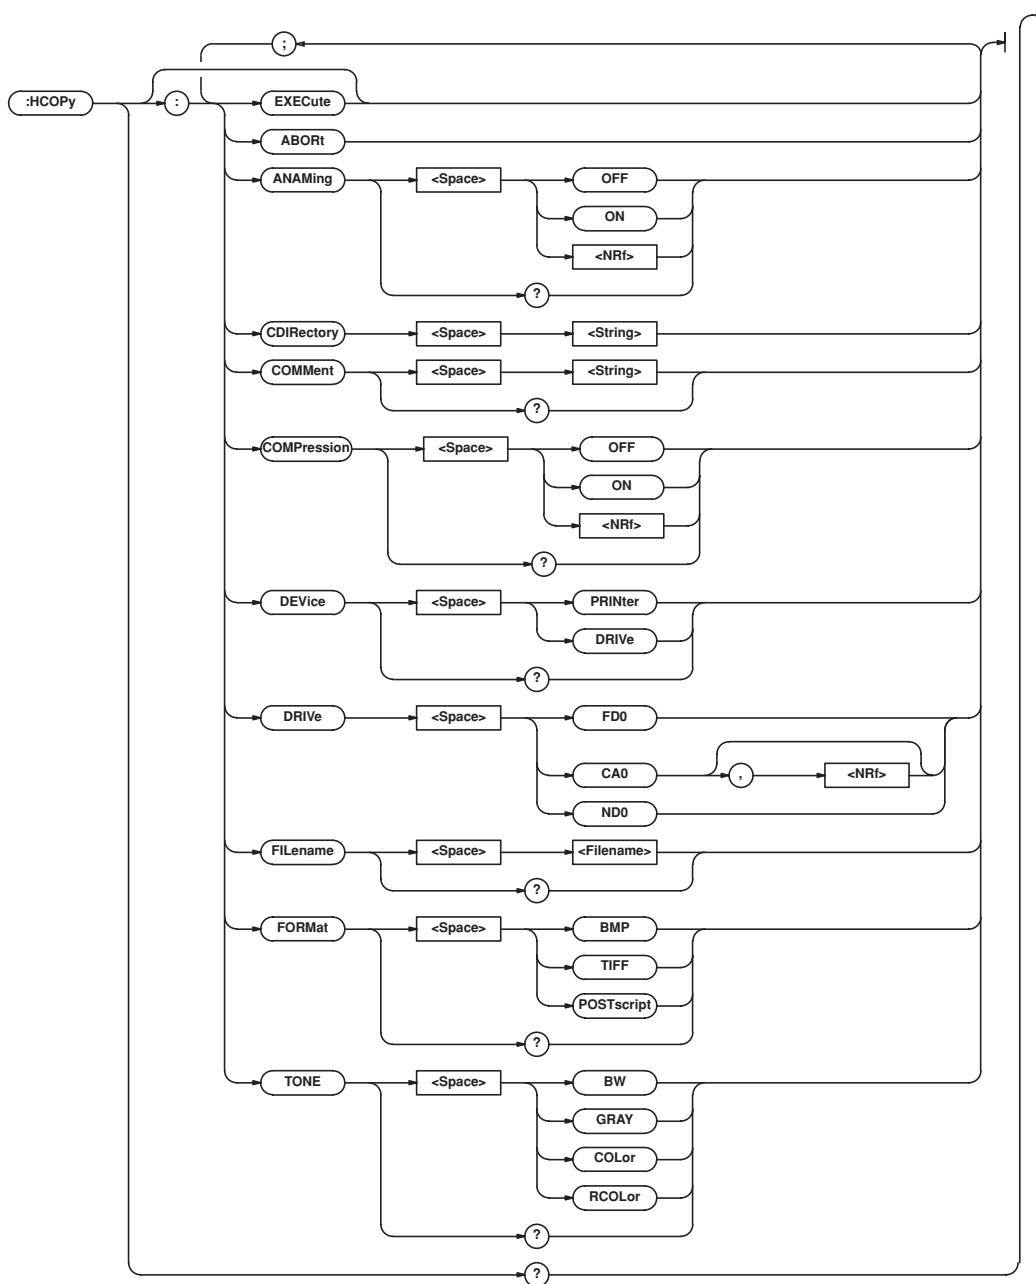 ;
:HCOPy : EXECute
ABORt
ANAMing <Space> OFF
ON
<NRf>
?
CDIRectory <Space> <String>
COMMent <Space> <String>
?
COMPression <Space> OFF
ON
<NRf>
?
DEVice <Space> PRINter
DRIVe
?
DRIVe <Space> FD0
CA0 , <NRf>
ND0
FILename <Space> <Filename>
?
FORMat <Space> BMP
TIFF
POSTscript
?
TONE <Space> BW
GRAY
COLor
RCOLor
?
?